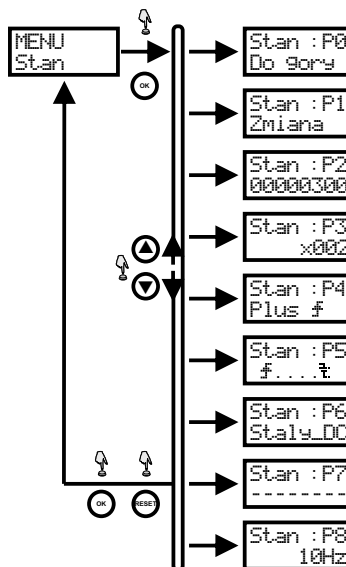 MENU
Stan
OK
Stan :P0
Do gory
Stan :P1
Zmiana
Stan :P2
00000300
Stan :P3
x002
Stan :P4
Plus
Stan :P5
Stan :P6
Staly_DC
Stan :P7
--------
OK
RESET
Stan :P8
10Hz